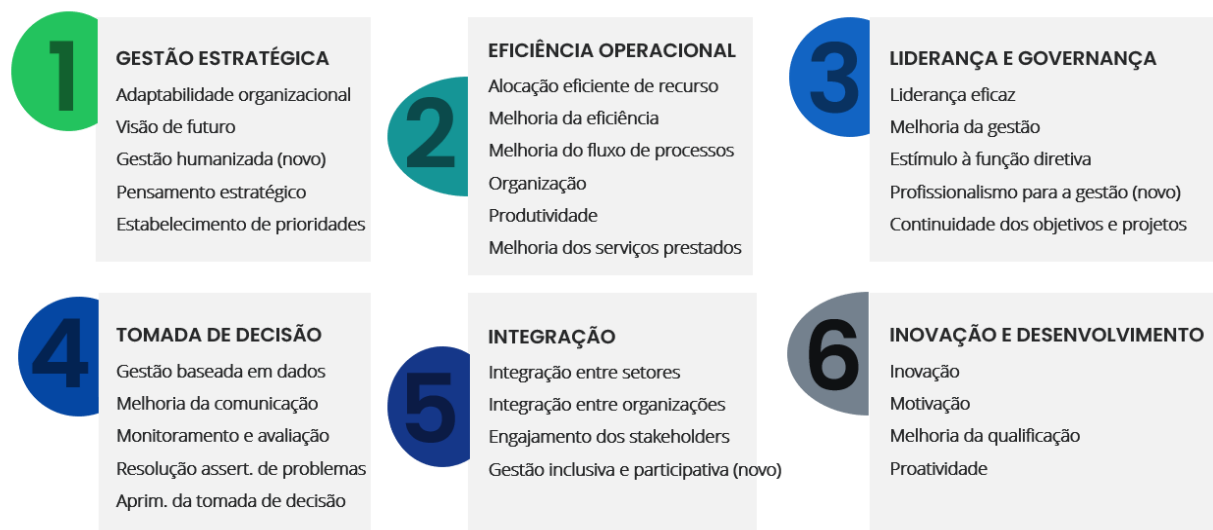 1
GESTÃO ESTRATÉGICA
Adaptabilidade organizacional
Visão de futuro
Gestão humanizada (novo)
Pensamento estratégico
Estabelecimento de prioridades
2
EFICIÊNCIA OPERACIONAL
Alocação eficiente de recurso
Melhoria da eficiência
Melhoria do fluxo de processos
Organização
Produtividade
Melhoria dos serviços prestados
3
LIDERANÇA E GOVERNANÇA
Liderança eficaz
Melhoria da gestão
Estímulo à função diretiva
Profissionalismo para a gestão (novo)
Continuidade dos objetivos e projetos
4
TOMADA DE DECISÃO
Gestão baseada em dados
Melhoria da comunicação
Monitoramento e avaliação
Resolução assert. de problemas
Aprim. da tomada de decisão
5
INTEGRAÇÃO
Integração entre setores
Integração entre organizações
Engajamento dos stakeholders
Gestão inclusiva e participativa (novo)
6
INOVAÇÃO E DESENVOLVIMENTO
Inovação
Motivação
Melhoria da qualificação
Proatividade